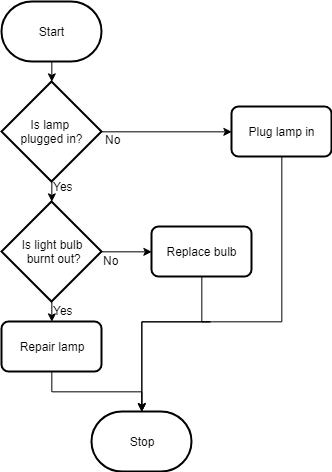 Start
Is lamp
plugged in?
No
Plug lamp in
Yes
Is light bulb
burnt out?
No
Replace bulb
Yes
Repair lamp
Stop